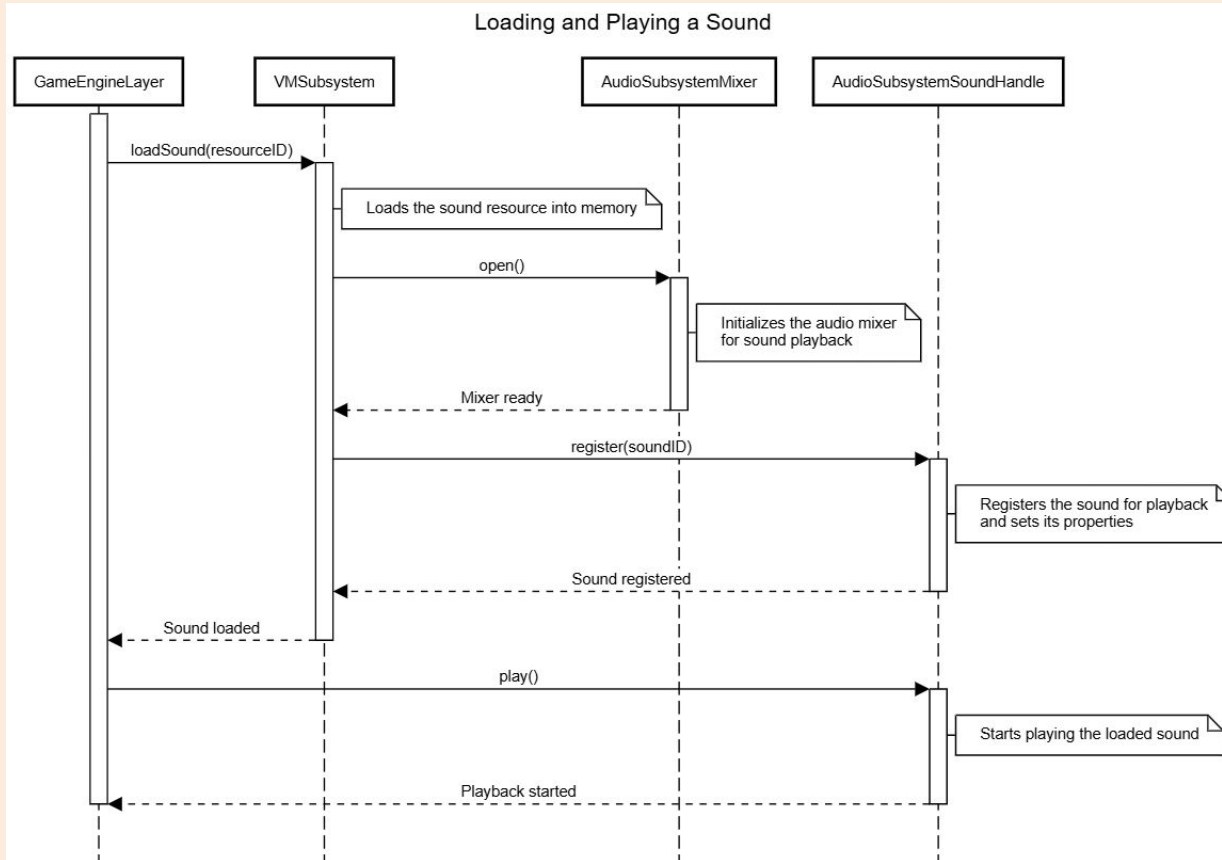 Loading and Playing a Sound
GameEngineLayer
VMSubsystem
AudioSubsystemMixer
AudioSubsystemSoundHandle
loadSound(resourceID)
Loads the sound resource into memory
open()
Initializes the audio mixer
for sound playback
Mixer ready
register(soundID)
Registers the sound for playback
and sets its properties
Sound registered
Sound loaded
play()
Starts playing the loaded sound
Playback started